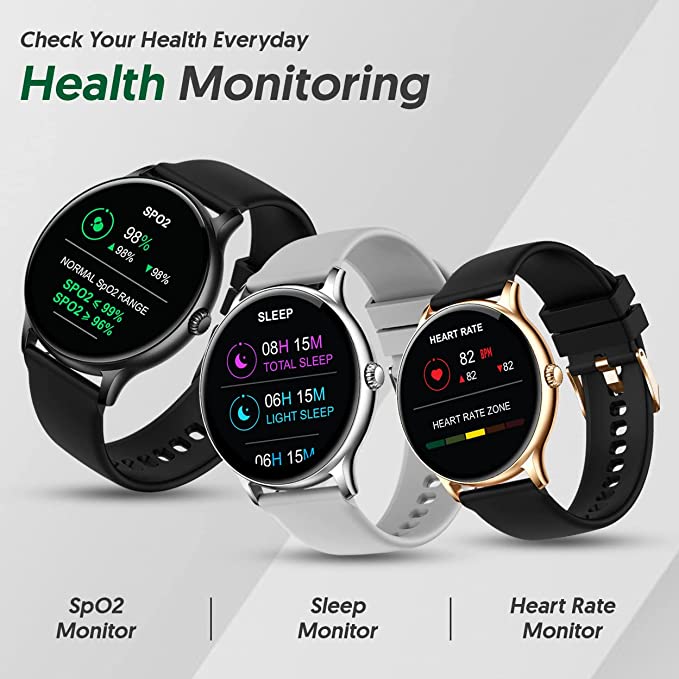 Check Your Health Everyday
Health Monitoring
SPO2
98%
▲98% ▼98%
NORMAL SpO2 RANGE
SPO2 ≤ 99%
SPO2 ≥ 96%
SLEEP
08H 15M
TOTAL SLEEP
06H 15M
LIGHT SLEEP
06H 15M
HEART RATE
82 BPM
▲82 ▼82
HEART RATE ZONE
SpO2
Monitor
Sleep
Monitor
Heart Rate
Monitor